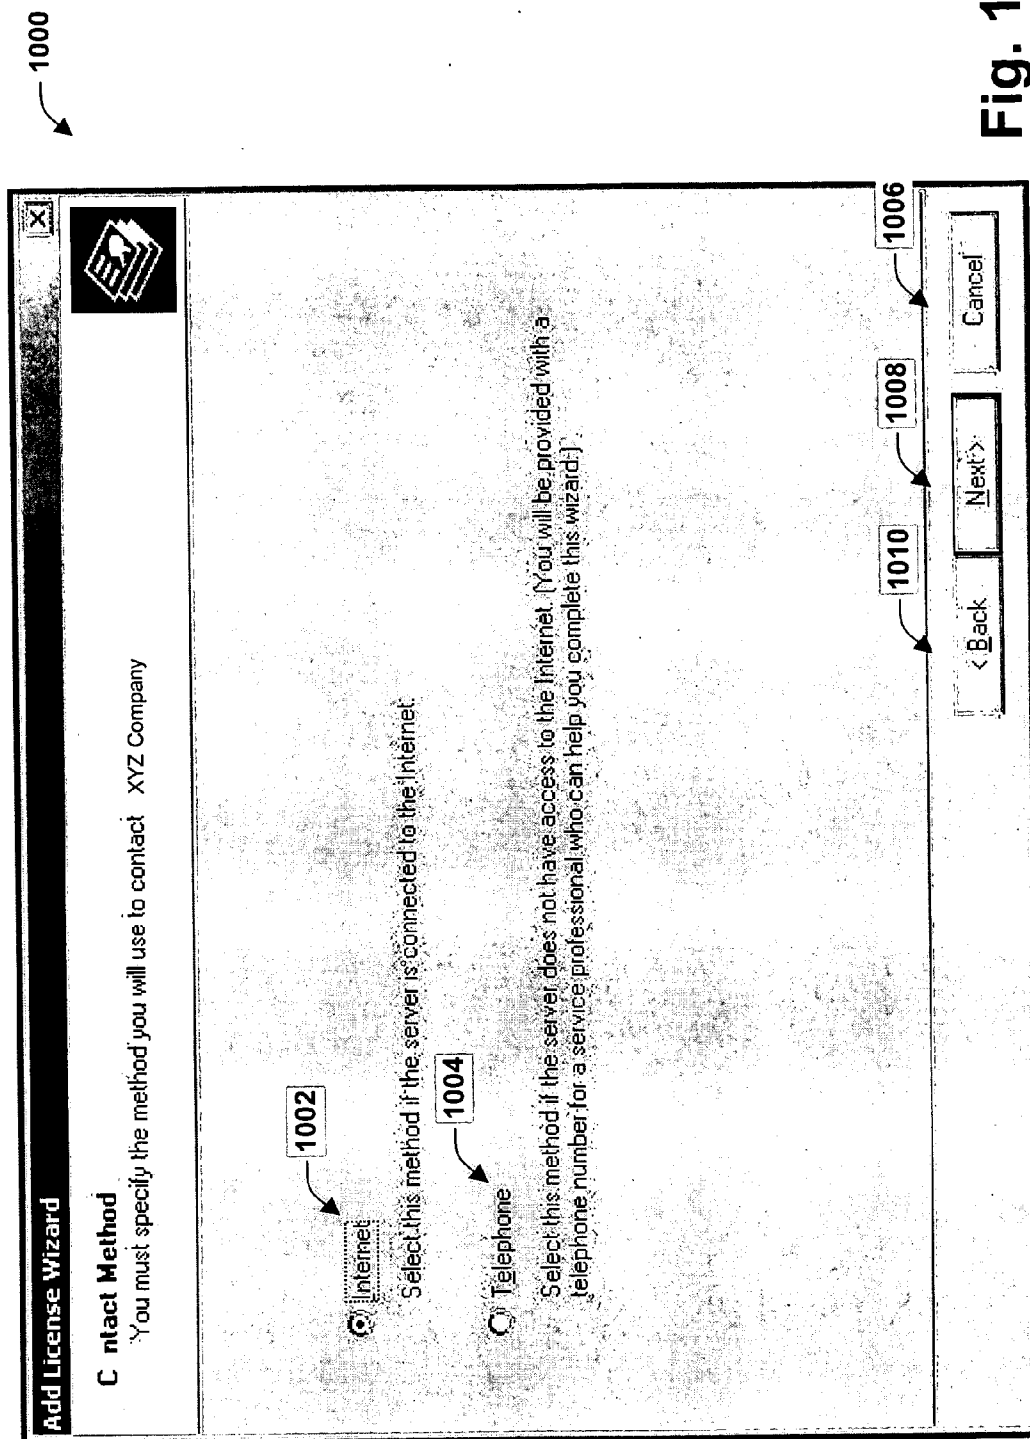 1000
Add License Wizard
C ntact Method
You must specify the method you will use to contact XYZ Company
1002
Internet
Select this method if the server is connected to the Internet
1004
Telephone
Select this method if the server does not have access to the Internet. (You will be provided with a
telephone number for a service professional who can help you complete this wizard.)
1010
1008
1006
< Back
Next >
Cancel
Fig. 1